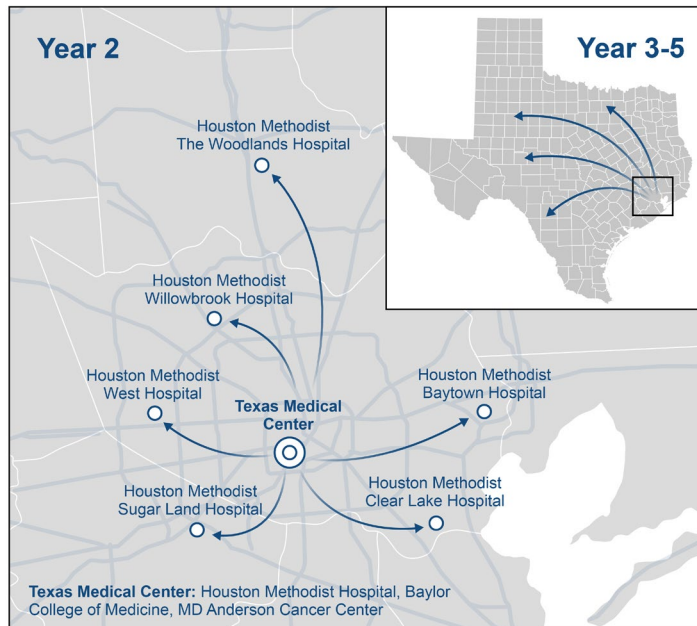 Year 2
Year 3-5
Houston Methodist
The Woodlands Hospital
Houston Methodist
Willowbrook Hospital
Houston Methodist
West Hospital
Texas Medical
Center
Houston Methodist
Baytown Hospital
Houston Methodist
Sugar Land Hospital
Houston Methodist
Clear Lake Hospital
Texas Medical Center: Houston Methodist Hospital, Baylor
College of Medicine, MD Anderson Cancer Center